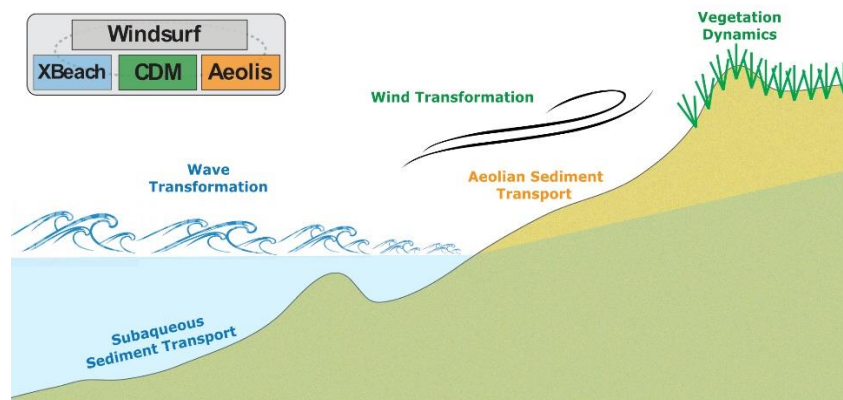 Windsurf
XBeach CDM Aeolis
Vegetation
Dynamics
Wind Transformation
Wave
Transformation
Aeolian Sediment
Transport
Subaqueous
Sediment Transport